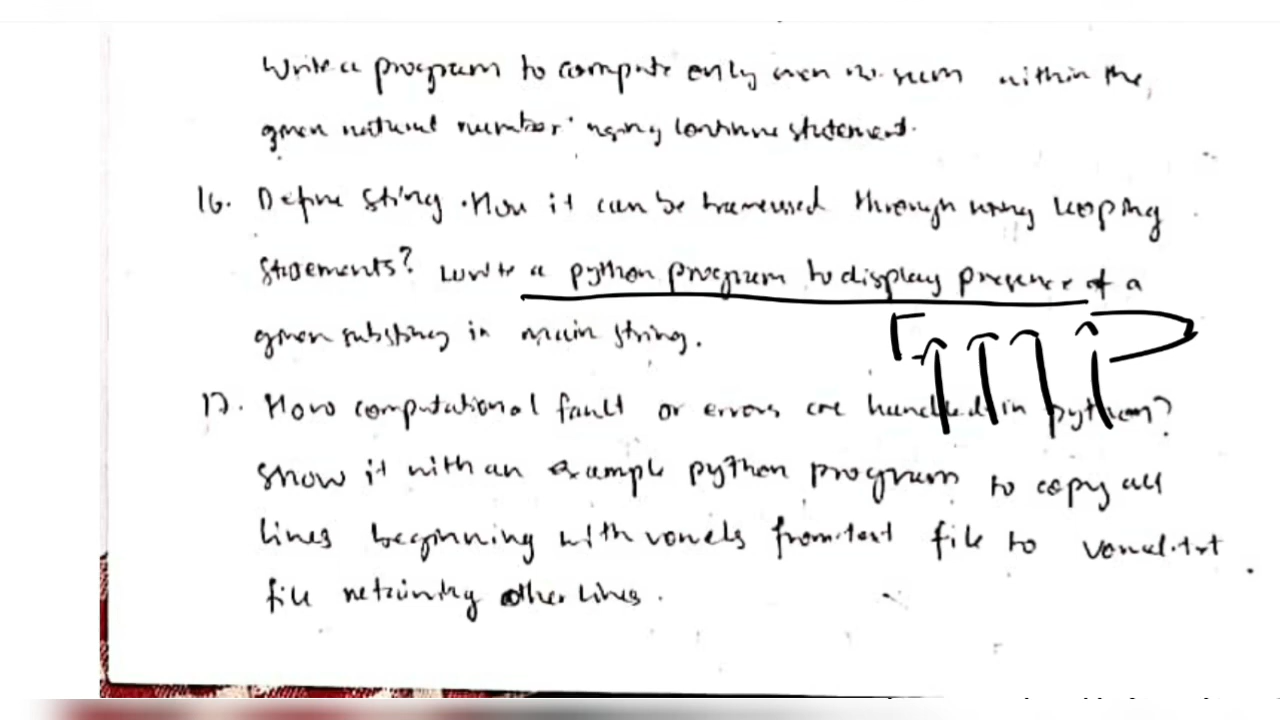 Write a program to compute only even no. sum within the
given natural number using continue statement.
16. Define string. How it can be traversed through using looping
statements? Write a python program to display presence of a
given substring in main string.
17. How computational fault or errors are handled in python?
Show it with an example python program to copy all
lines beginning with vowels from text file to vowel.txt
file retaining other lines.